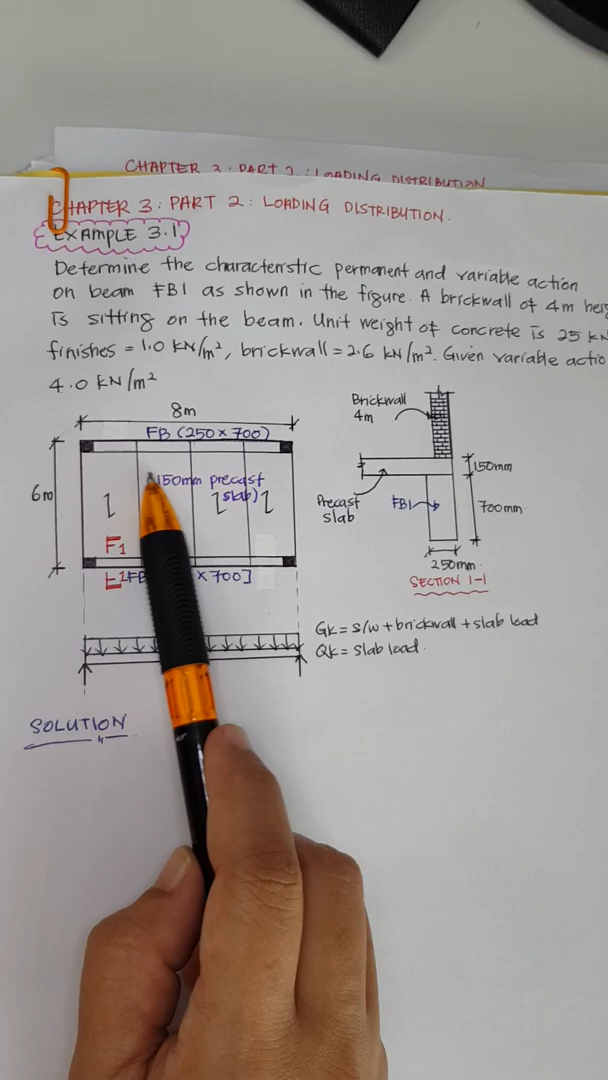 CHAPTER 3: PART 2: LOADING DISTRIBUTION
CHAPTER 3: PART 2: LOADING DISTRIBUTION.
EXAMPLE 3.1
Determine the characteristic permanent and variable action
on beam FB1 as shown in the figure. A brickwall of 4m
is sitting on the beam. Unit weight of concrete is 25
finishes = 1.0 kN/m², brickwall = 2.6 kN/m². Given variable
4.0 kN/m²
8m
FB (250 x 700)
6m
150mm precast
slab)
F1
x 700]
Brickwall
4m
150mm
Precast
slab
FB1
700mm
250mm
SECTION 1-1
Gk = s/w + brickwall + slab load
Qk = slab load.
SOLUTION